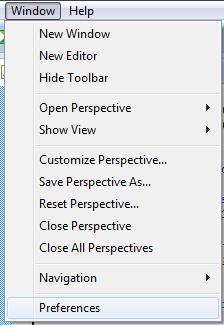 Window Help
New Window
New Editor
Hide Toolbar
Open Perspective
Show View
Customize Perspective...
Save Perspective As...
Reset Perspective...
Close Perspective
Close All Perspectives
Navigation
Preferences